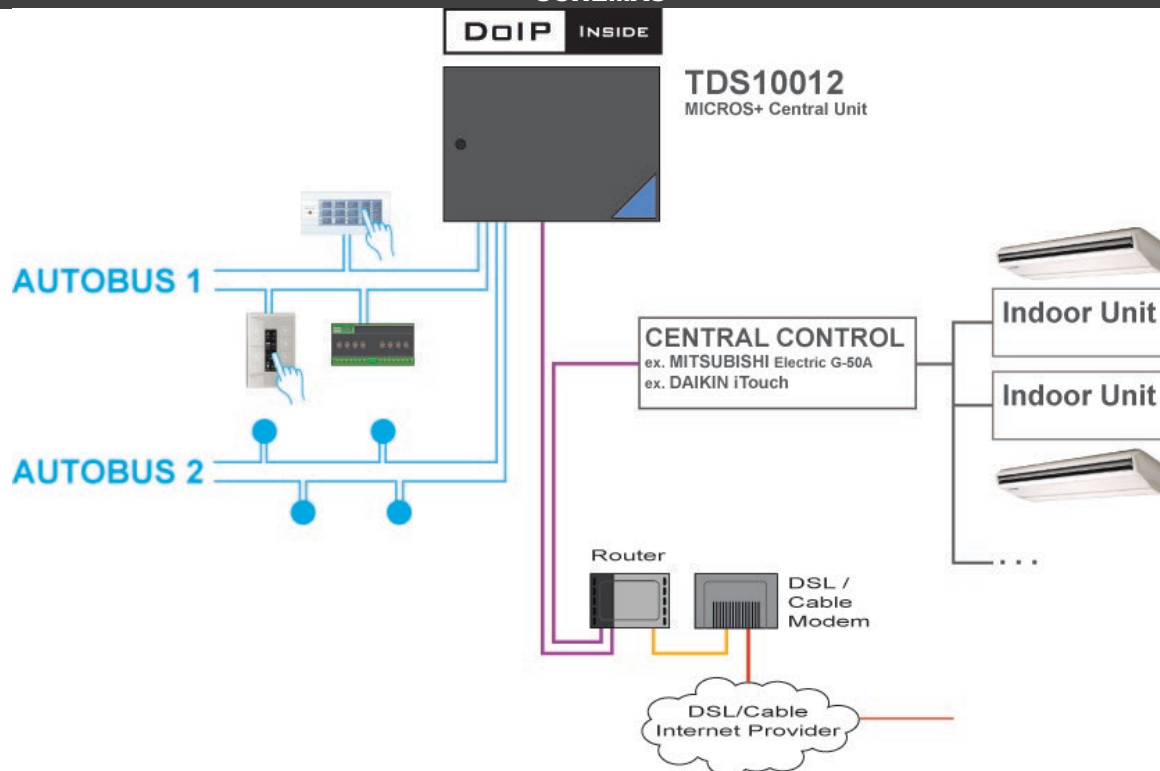 DoIP INSIDE
TDS10012
MICROS+ Central Unit
AUTOBUS 1
AUTOBUS 2
CENTRAL CONTROL
ex. MITSUBISHI Electric G-50A
ex. DAIKIN iTouch
Indoor Unit
Indoor Unit
...
Router
DSL /
Cable
Modem
DSL/Cable
Internet Provider